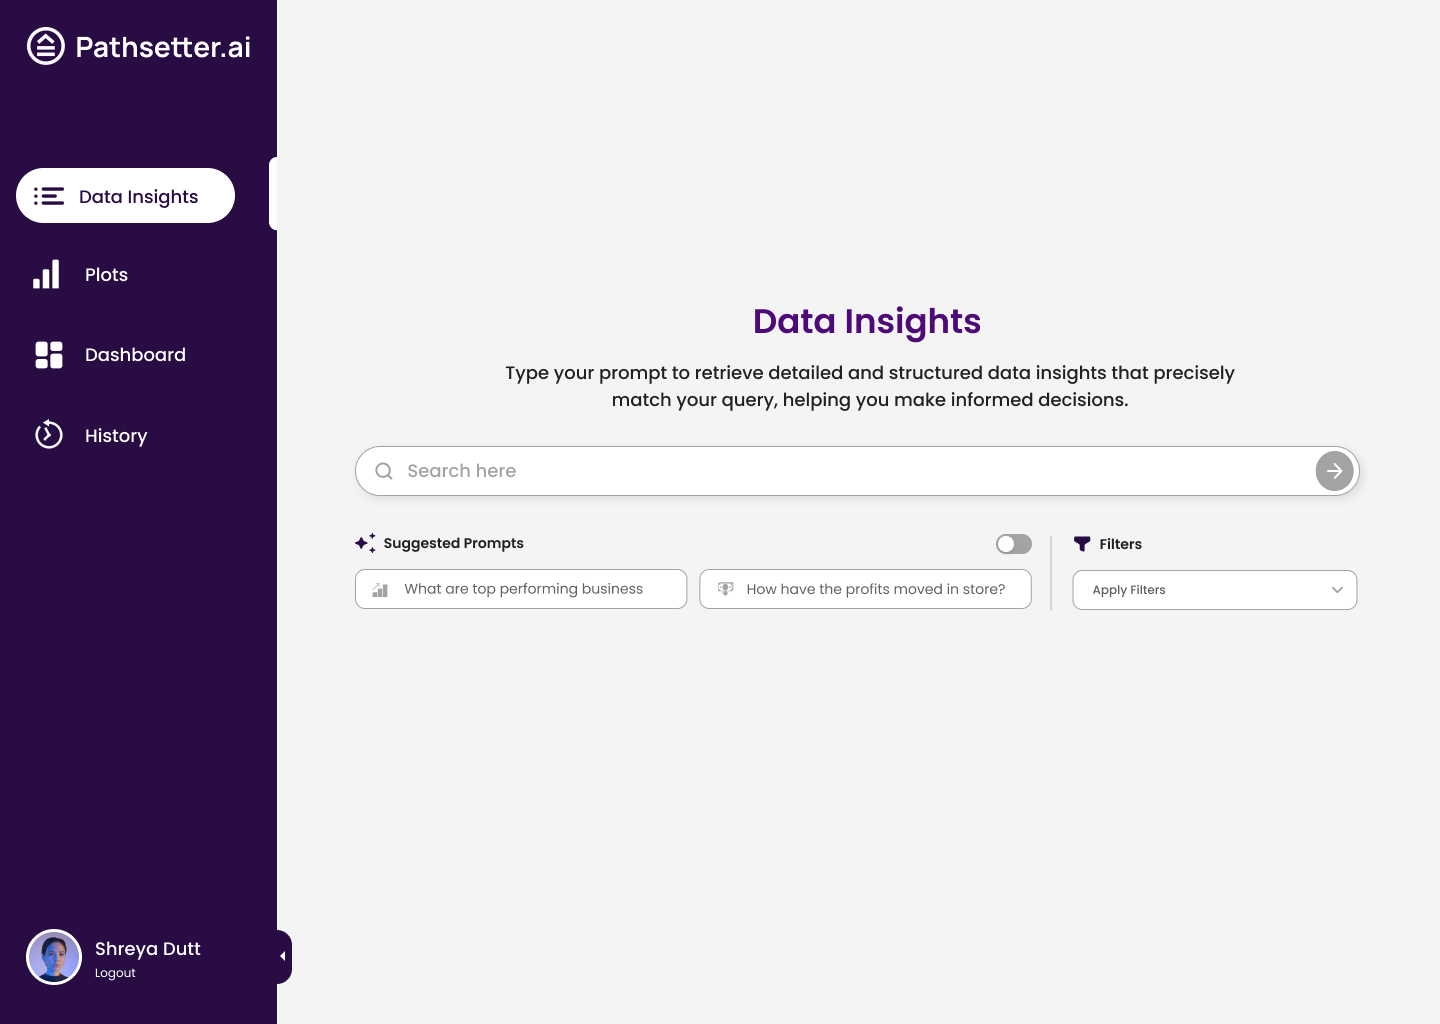 Pathsetter.ai
Data Insights
Plots
Dashboard
History
Data Insights
Type your prompt to retrieve detailed and structured data insights that precisely
match your query, helping you make informed decisions.
Search here
Suggested Prompts
Filters
What are top performing business
How have the profits moved in store?
Apply Filters
Shreya Dutt
Logout